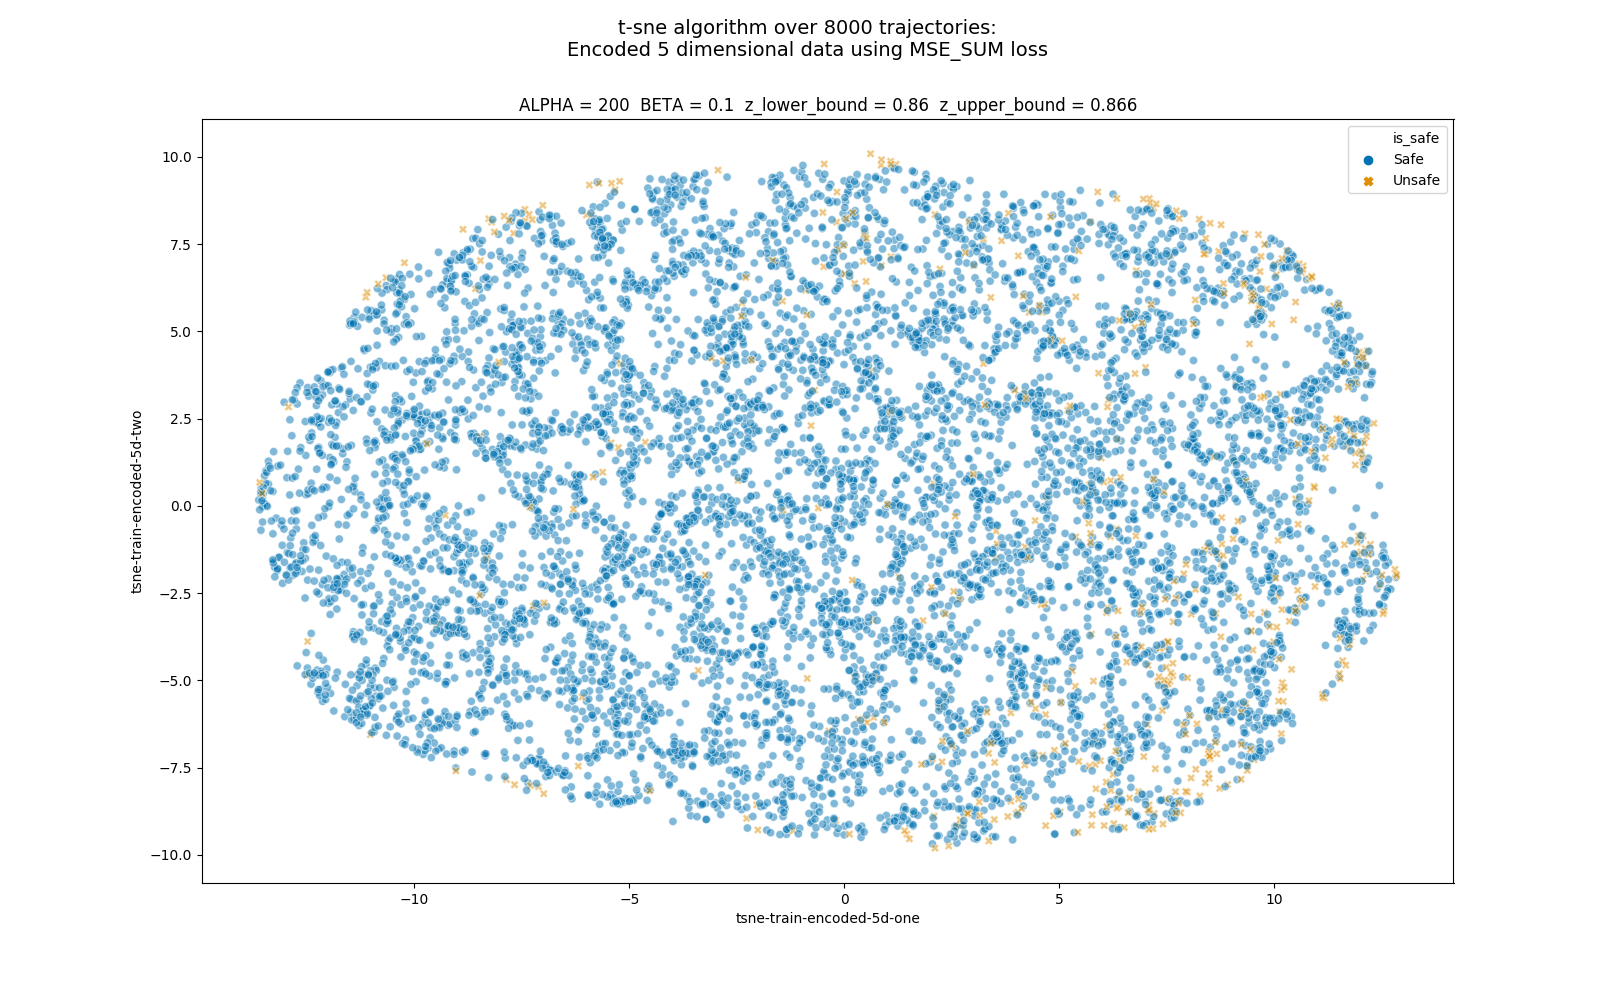 t-sne algorithm over 8000 trajectories:
Encoded 5 dimensional data using MSE_SUM loss
ALPHA = 200  BETA = 0.1  z_lower_bound = 0.86  z_upper_bound = 0.866
is_safe
Safe
Unsafe
10.0
7.5
5.0
2.5
0.0
−2.5
−5.0
−7.5
−10.0
tsne-train-encoded-5d-two
−10
−5
0
5
10
tsne-train-encoded-5d-one